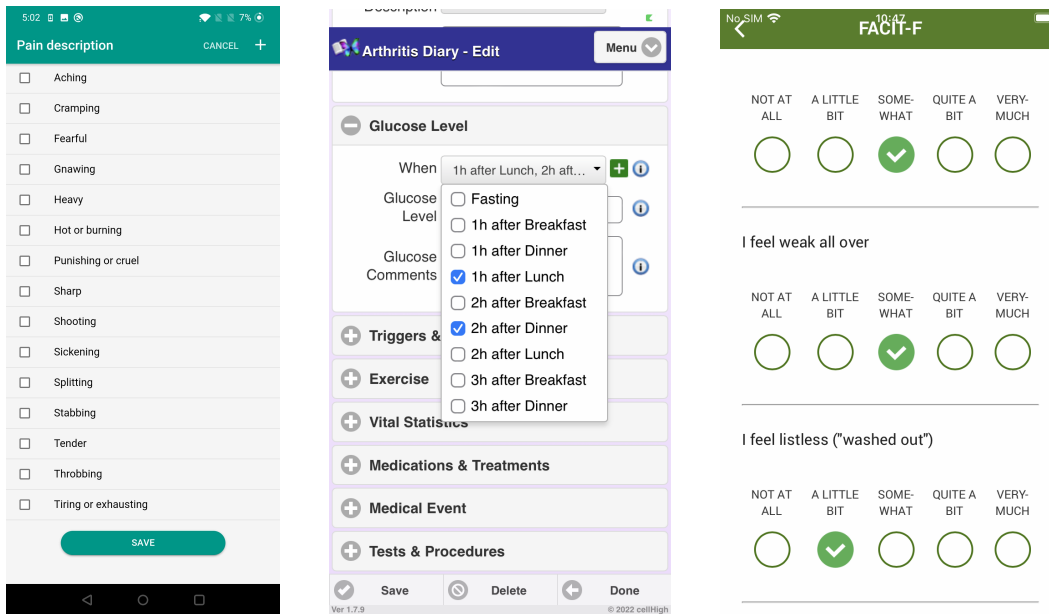 5:02
7%
Pain description
CANCEL
Aching
Cramping
Fearful
Gnawing
Heavy
Hot or burning
Punishing or cruel
Sharp
Shooting
Sickening
Splitting
Stabbing
Tender
Throbbing
Tiring or exhausting
SAVE
Description
Arthritis Diary - Edit
Menu
Glucose Level
When
1h after Lunch, 2h aft...
Glucose
Level
Glucose
Comments
Fasting
1h after Breakfast
1h after Dinner
1h after Lunch
2h after Breakfast
2h after Dinner
2h after Lunch
3h after Breakfast
3h after Dinner
Triggers &
Exercise
Vital Statistics
Medications & Treatments
Medical Event
Tests & Procedures
Save
Delete
Done
Ver 1.7.9
© 2022 cellHigh
No SIM
10:47
FACIT-F
NOT AT ALL
A LITTLE BIT
SOME-WHAT
QUITE A BIT
VERY-MUCH
I feel weak all over
NOT AT ALL
A LITTLE BIT
SOME-WHAT
QUITE A BIT
VERY-MUCH
I feel listless ("washed out")
NOT AT ALL
A LITTLE BIT
SOME-WHAT
QUITE A BIT
VERY-MUCH